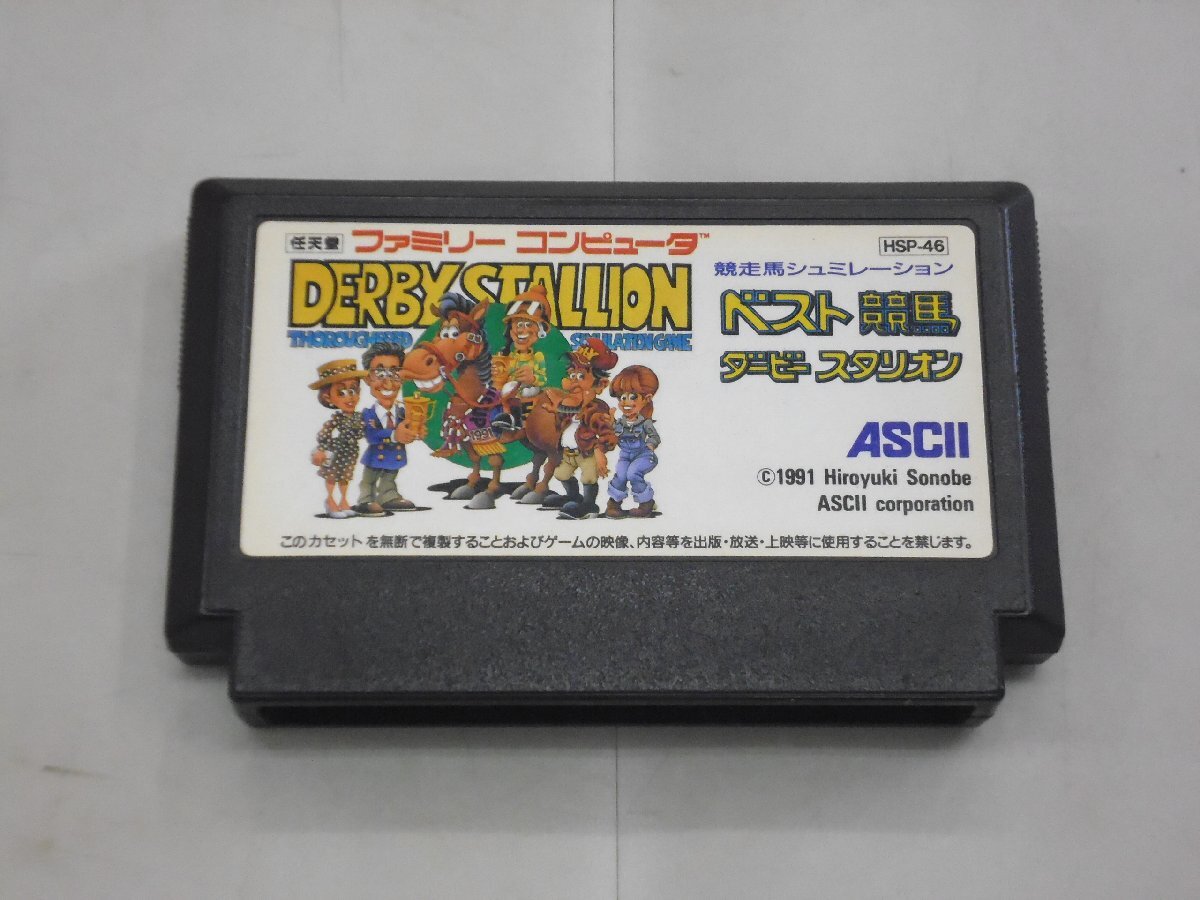 任天堂 ファミリー コンピュータ™ HSP-46
DERBY STALLION
THOROUGHBRED SIMULATION GAME
競走馬シュミレーション
ベスト競馬
ダービー スタリオン
1991
ASCII
©1991 Hiroyuki Sonobe
ASCII corporation
このカセットを無断で複製することおよびゲームの映像、内容等を出版・放送・上映等に使用することを禁じます。